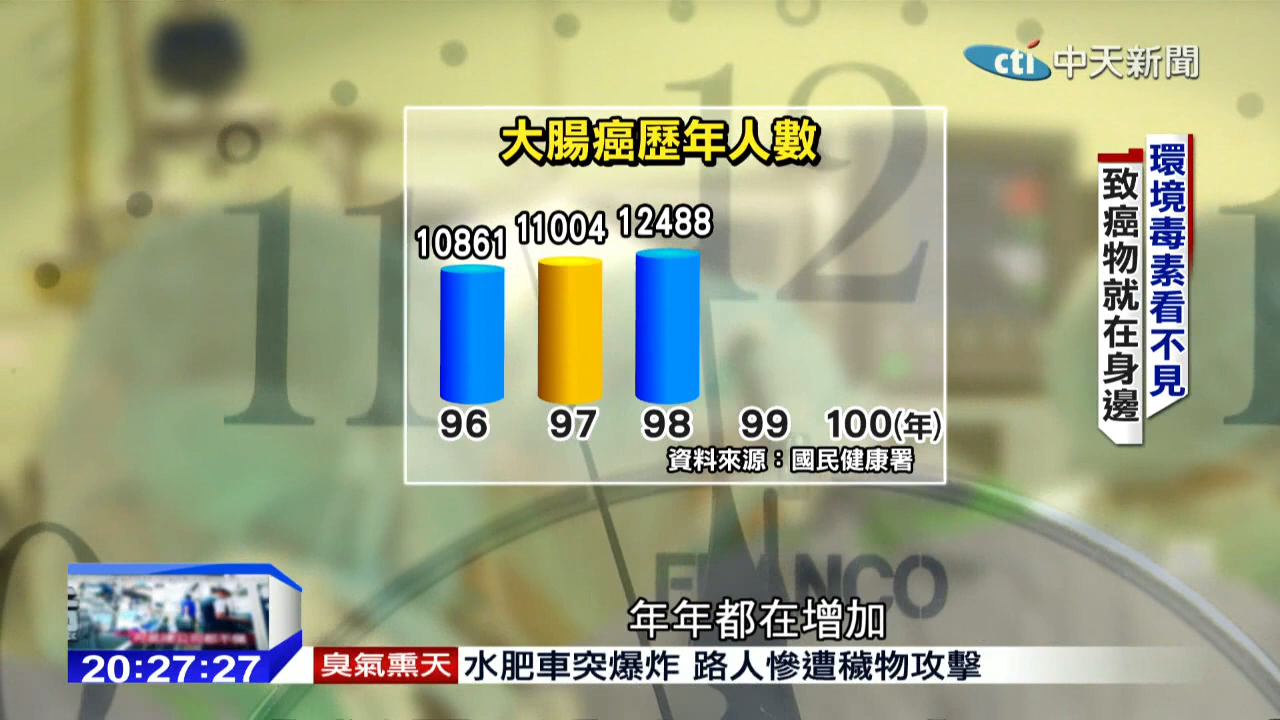 cti 中天新聞
大腸癌歷年人數
10861 11004 12488
96 97 98 99 100(年)
資料來源：國民健康署
環境毒素看不見
致癌物就在身邊
11 12 1
年年都在增加
20:27:27
臭氣熏天 水肥車突爆炸 路人慘遭穢物攻擊